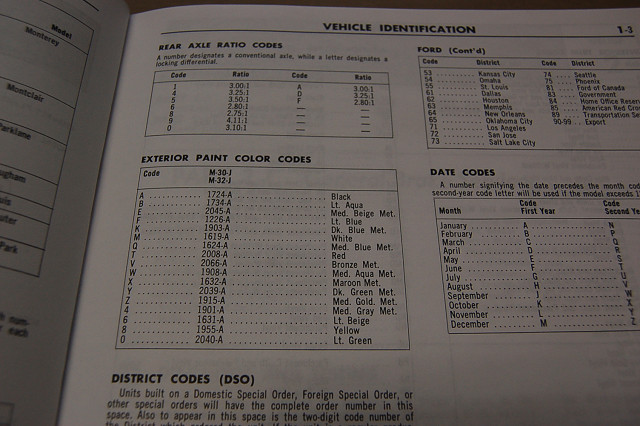 Model
Monterey
Montclair
Parklane
VEHICLE IDENTIFICATION
1-3
REAR AXLE RATIO CODES
A number designates a conventional axle, while a letter designates a
locking differential.
Code Ratio Code Ratio
1 3.00:1 A 3.00:1
4 3.25:1 D 3.25:1
5 3.50:1 F 2.80:1
6 2.80:1 —
8 2.75:1 —
9 4.11:1 —
0 3.10:1 —
EXTERIOR PAINT COLOR CODES
Code M-30-J
M-32-J
A 1724-A Black
B 1734-A Lt. Aqua
E 2045-A Med. Beige Met.
F 1226-A Lt. Blue
K 1903-A Dk. Blue Met.
M 1619-A White
Q 1624-A Med. Blue Met.
T 2008-A Red
V 2066-A Bronze Met.
W 1908-A Med. Aqua Met.
X 1632-A Maroon Met.
Y 2039-A Dk. Green Met.
Z 1915-A Med. Gold. Met.
4 1901-A Med. Gray Met.
6 1631-A Lt. Beige
8 1955-A Yellow
0 2040-A Lt. Green
DISTRICT CODES (DSO)
Units built on a Domestic Special Order, Foreign Special Order, or
other special orders will have the complete order number in this
space. Also to appear in this space is the two-digit code number of
FORD (Cont'd)
Code District Code District
53 Kansas City 74 Seattle
54 Omaha 75 Phoenix
55 St. Louis 81 Ford of Canada
61 Dallas 83 Government
62 Houston 84 Home Office Reserve
63 Memphis 85 American Red Cro
64 New Orleans 89 Transportation Se
65 Oklahoma City 90-99 Export
71 Los Angeles
72 San Jose
73 Salt Lake City
DATE CODES
A number signifying the date precedes the month cod
second-year code letter will be used if the model exceeds 1
Month Code First Year Code Second Ye
January A N
February B P
March C Q
April D R
May E S
June F T
July G U
August H V
September J W
October K X
November L Y
December M Z